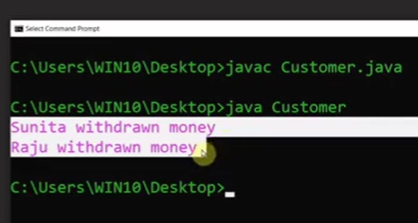 Select Command Prompt
C:\Users\WIN10\Desktop>javac Customer.java
C:\Users\WIN10\Desktop>java Customer
Sunita withdrawn money
Raju withdrawn money
C:\Users\WIN10\Desktop>